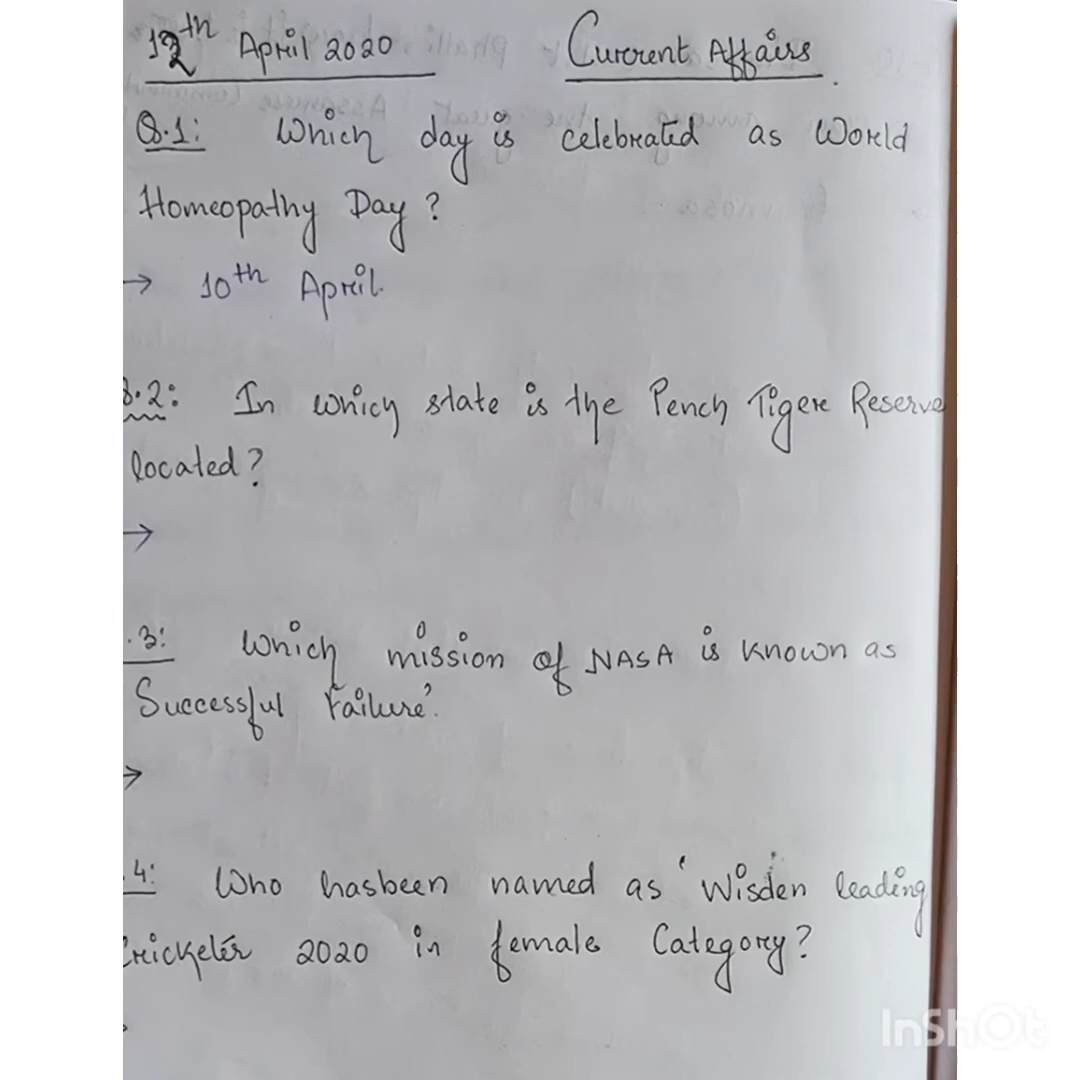 12th April 2020 Current Affairs
Q.1: Which day is celebrated as World
Homeopathy Day?
→ 10th April.
Q.2: In which state is the Pench Tiger Reserve
located?
→
.3: Which mission of NASA is known as
Successful Failure'.
→
.4: Who hasbeen named as 'Wisden leading
Cricketer 2020 in female Category?
InShOt